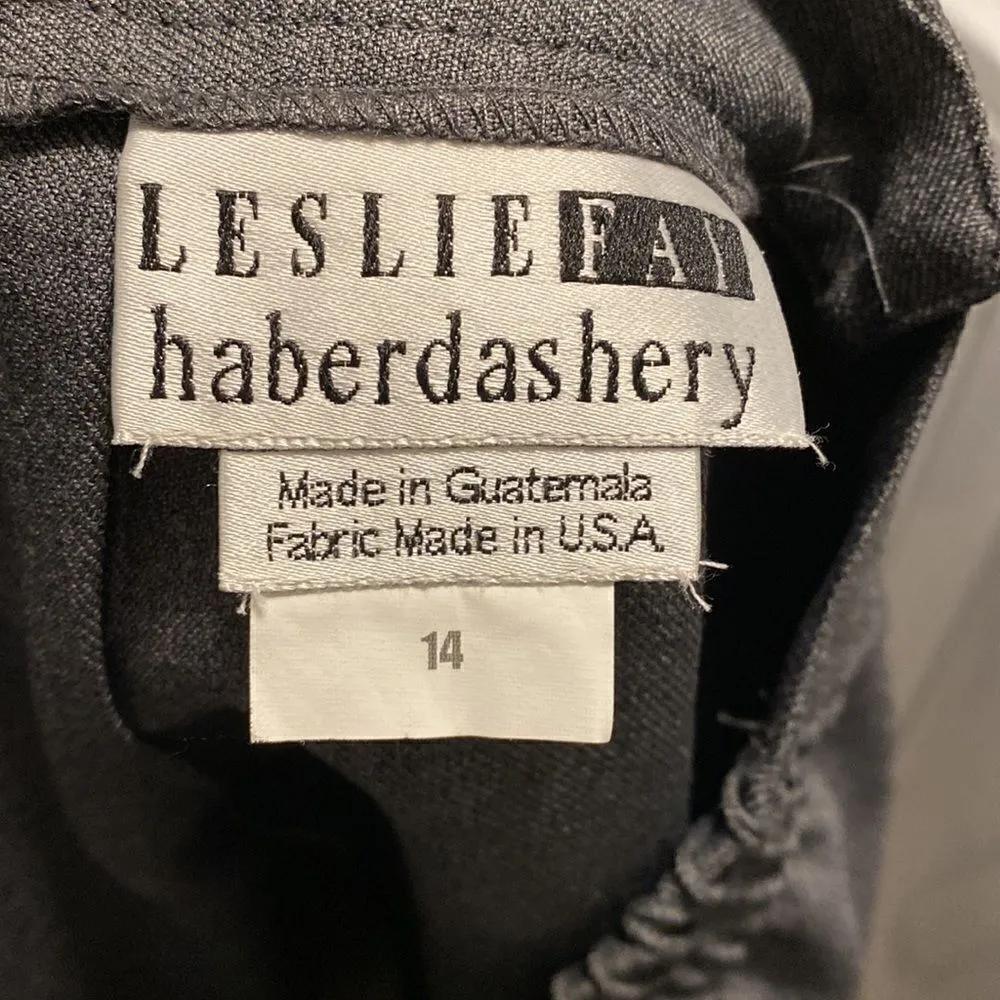 LESLIE FAY
haberdashery
Made in Guatemala
Fabric Made in U.S.A.
14